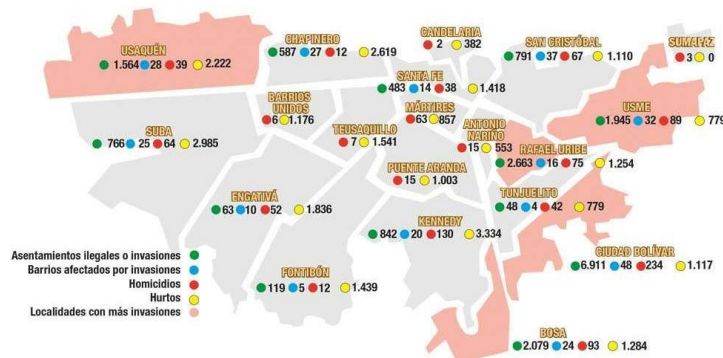 USAQUÉN
1.564 28 39 2.222
CHAPINERO
587 27 12 2.619
CANDELARIA
2 382
SAN CRISTÓBAL
791 37 67 1.110
SUMAPAZ
3 0
SANTA FE
483 14 38 1.418
USME
1.945 32 89 779
BARRIOS
UNIDOS
6 1.176
MÁRTIRES
63 857
SUBA
766 25 64 2.985
TEUSAQUILLO
7 1.541
ANTONIO
NARIÑO
15 553
RAFAEL URIBE
2.663 16 75 1.254
PUENTE ARANDA
15 1.003
TUNJUELITO
48 4 42 779
ENGATIVÁ
63 10 52 1.836
KENNEDY
842 20 130 3.334
CIUDAD BOLÍVAR
6.911 48 234 1.117
FONTIBÓN
119 5 12 1.439
BOSA
2.079 24 93 1.284
Asentamientos ilegales o invasiones
Barrios afectados por invasiones
Homicidios
Hurtos
Localidades con más invasiones